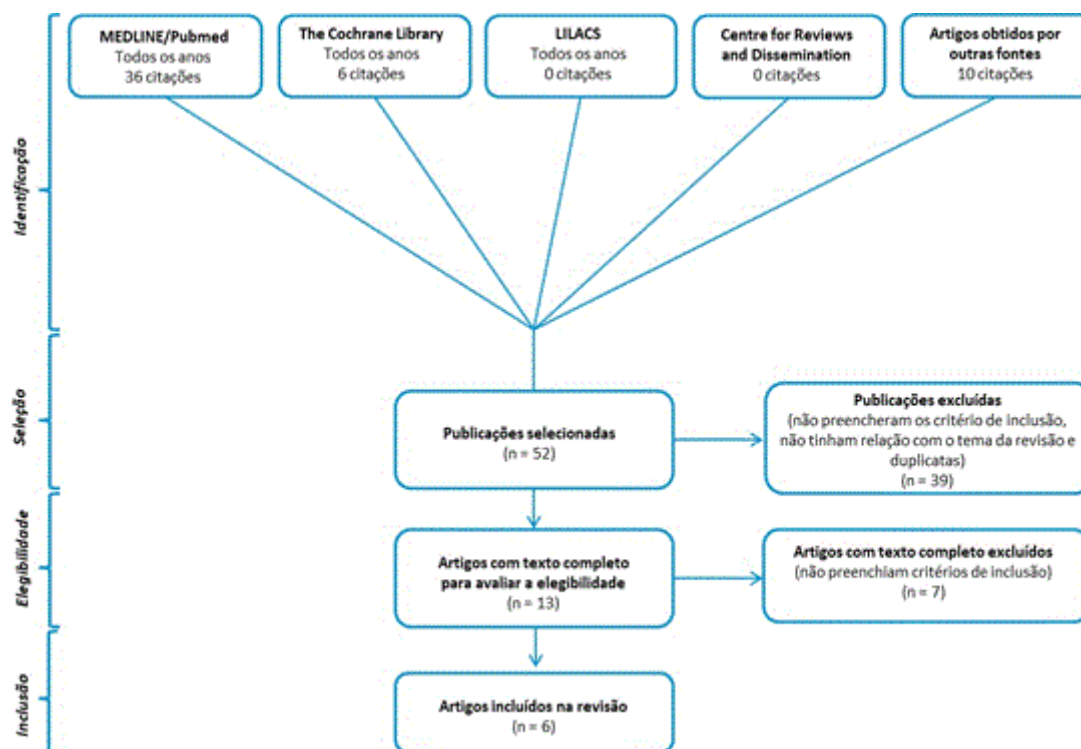 MEDLINE/Pubmed
Todos os anos
36 citações
The Cochrane Library
Todos os anos
6 citações
LILACS
Todos os anos
0 citações
Centre for Reviews
and Dissemination
0 citações
Artigos obtidos por
outras fontes
10 citações
Identificação
Seleção
Publicações selecionadas
(n = 52)
Publicações excluídas
(não preencheram os critério de inclusão,
não tinham relação com o tema da revisão e
duplicatas)
(n = 39)
Elegibilidade
Artigos com texto completo
para avaliar a elegibilidade
(n = 13)
Artigos com texto completo excluídos
(não preenchiam critérios de inclusão)
(n = 7)
Inclusão
Artigos incluídos na revisão
(n = 6)